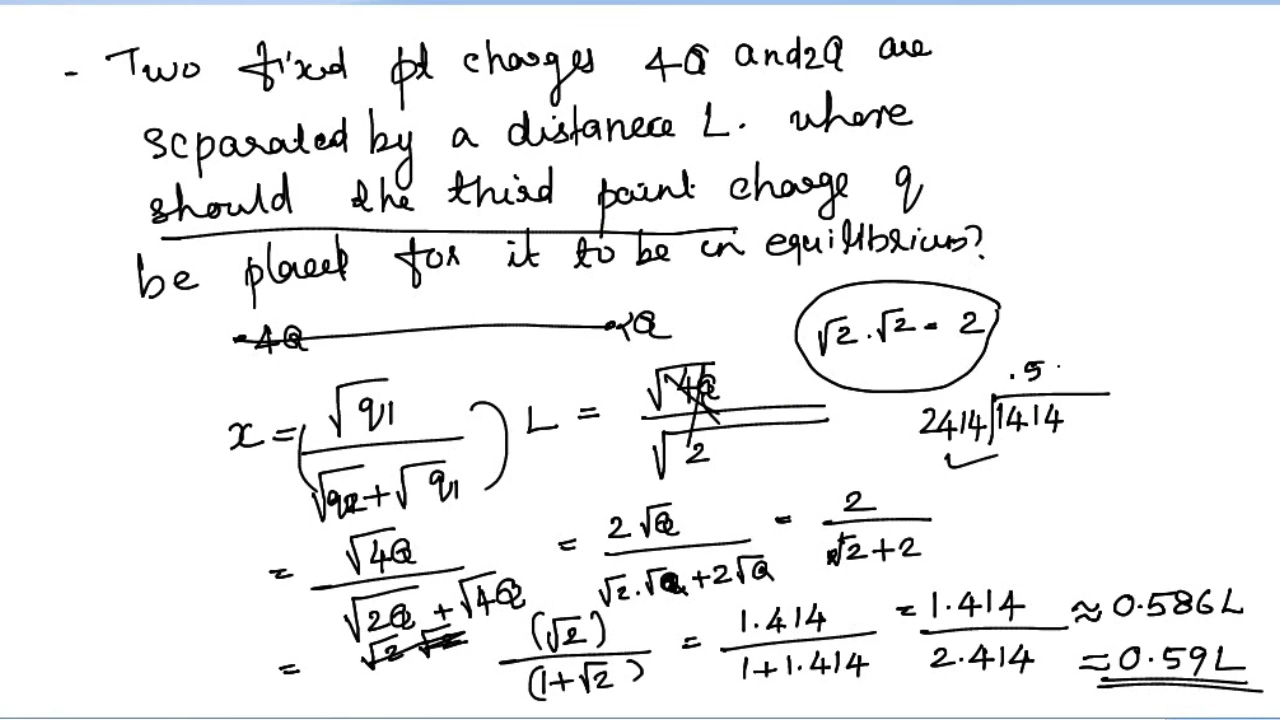 - Two fixed pt charges 4Q and 2Q are
separated by a distanece L. where
should the third point charge q
be placed for it to be in equilibrium?
4Q 2Q
√2 . √2 = 2
x = (√q1 / (√q2 + √q1)) L = √4Q / √2
.5
2414)1414
= √4Q / (√2Q + √4Q) = 2√Q / (√2.√Q + 2√Q) = 2 / (√2 + 2)
= (√2) / (1+√2) = 1.414 / (1+1.414) = 1.414 / 2.414 ≈ 0.586L
≈ 0.59L